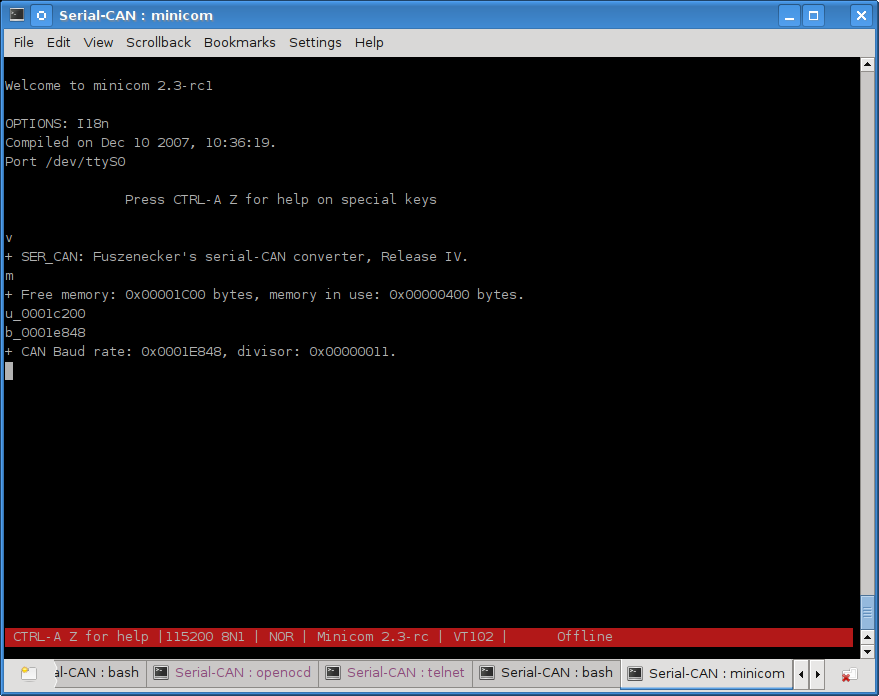 Serial-CAN : minicom
File Edit View Scrollback Bookmarks Settings Help
Welcome to minicom 2.3-rc1
OPTIONS: I18n
Compiled on Dec 10 2007, 10:36:19.
Port /dev/ttyS0
Press CTRL-A Z for help on special keys
v
+ SER_CAN: Fuszenecker's serial-CAN converter, Release IV.
m
+ Free memory: 0x00001C00 bytes, memory in use: 0x00000400 bytes.
u_0001c200
b_0001e848
+ CAN Baud rate: 0x0001E848, divisor: 0x00000011.
CTRL-A Z for help |115200 8N1 | NOR | Minicom 2.3-rc | VT102 | Offline
al-CAN : bash Serial-CAN : openocd Serial-CAN : telnet Serial-CAN : bash Serial-CAN : minicom